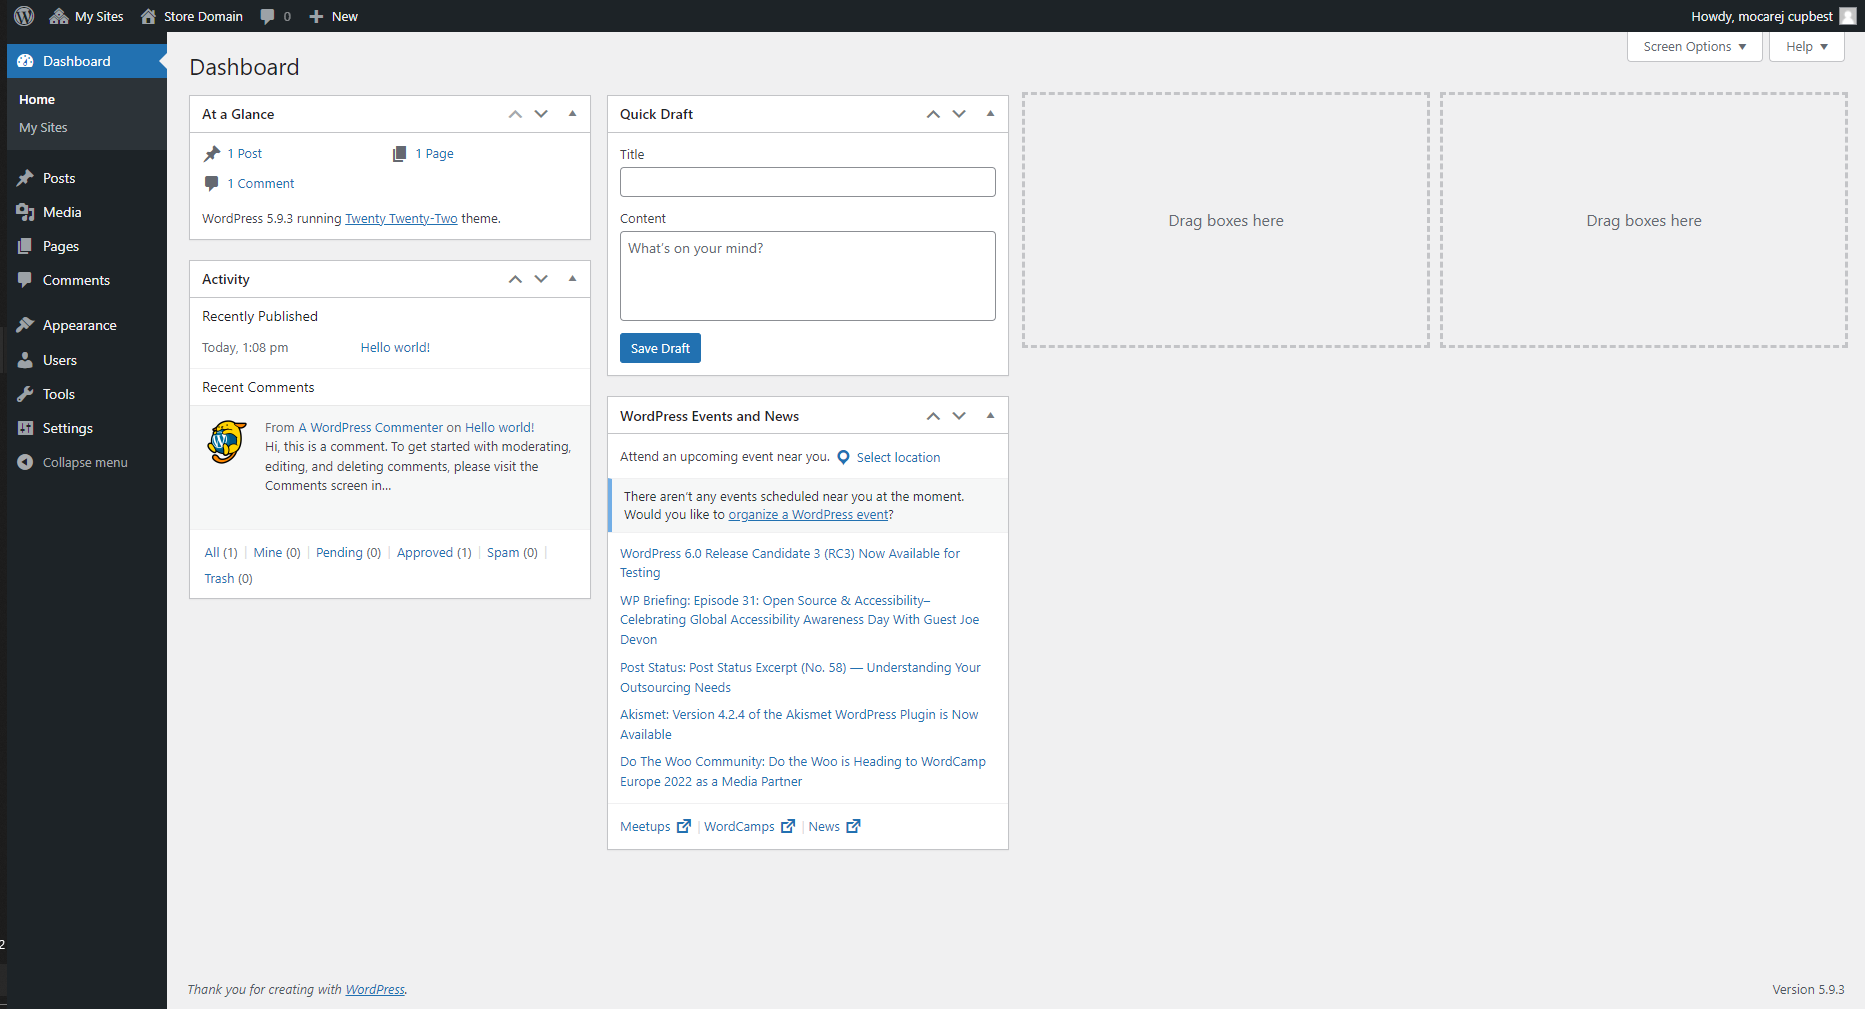 My Sites
Store Domain
0
New
Howdy, mocarej cupbest
Dashboard
Home
My Sites
Posts
Media
Pages
Comments
Appearance
Users
Tools
Settings
Collapse menu
2
Screen Options
Help
Dashboard
At a Glance
1 Post
1 Page
1 Comment
WordPress 5.9.3 running Twenty Twenty-Two theme.
Activity
Recently Published
Today, 1:08 pm
Hello world!
Recent Comments
From A WordPress Commenter on Hello world!
Hi, this is a comment. To get started with moderating,
editing, and deleting comments, please visit the
Comments screen in…
All (1) | Mine (0) | Pending (0) | Approved (1) | Spam (0) |
Trash (0)
Quick Draft
Title
Content
What’s on your mind?
Save Draft
WordPress Events and News
Attend an upcoming event near you. Select location
There aren’t any events scheduled near you at the moment.
Would you like to organize a WordPress event?
WordPress 6.0 Release Candidate 3 (RC3) Now Available for
Testing
WP Briefing: Episode 31: Open Source & Accessibility–
Celebrating Global Accessibility Awareness Day With Guest Joe
Devon
Post Status: Post Status Excerpt (No. 58) — Understanding Your
Outsourcing Needs
Akismet: Version 4.2.4 of the Akismet WordPress Plugin is Now
Available
Do The Woo Community: Do the Woo is Heading to WordCamp
Europe 2022 as a Media Partner
Meetups | WordCamps | News
Drag boxes here
Drag boxes here
Thank you for creating with WordPress.
Version 5.9.3